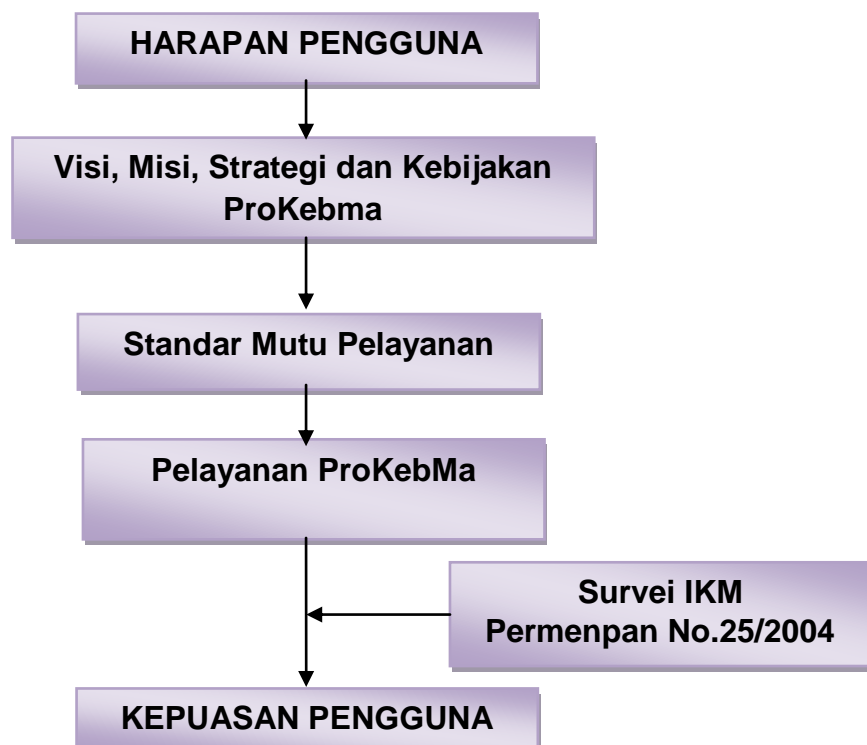 HARAPAN PENGGUNA
Visi, Misi, Strategi dan Kebijakan
ProKebma
Standar Mutu Pelayanan
Pelayanan ProKebMa
Survei IKM
Permenpan No.25/2004
KEPUASAN PENGGUNA